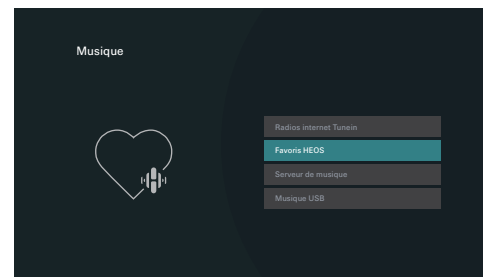 Musique
Radios internet Tunein
Favoris HEOS
Serveur de musique
Musique USB